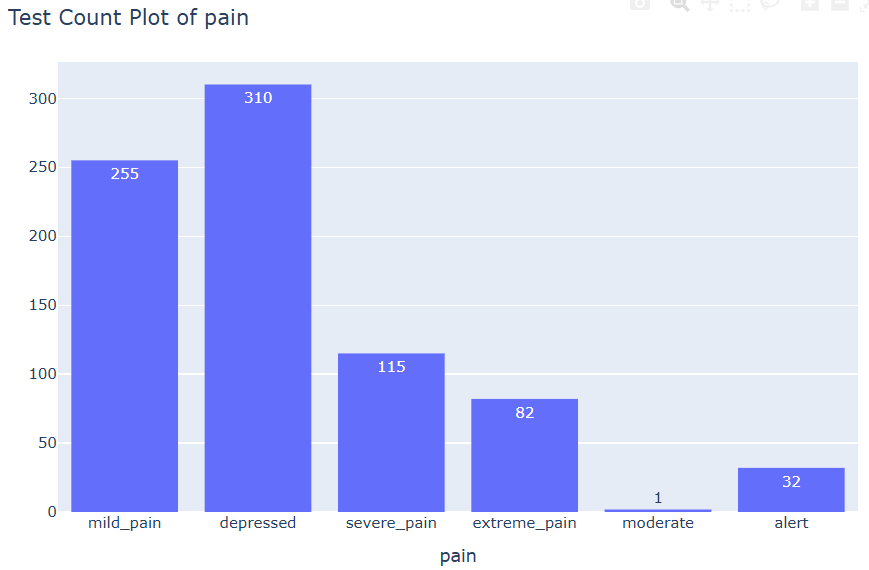 Test Count Plot of pain
300
250
200
150
100
50
0
255
310
115
82
1
32
mild_pain
depressed
severe_pain
extreme_pain
moderate
alert
pain